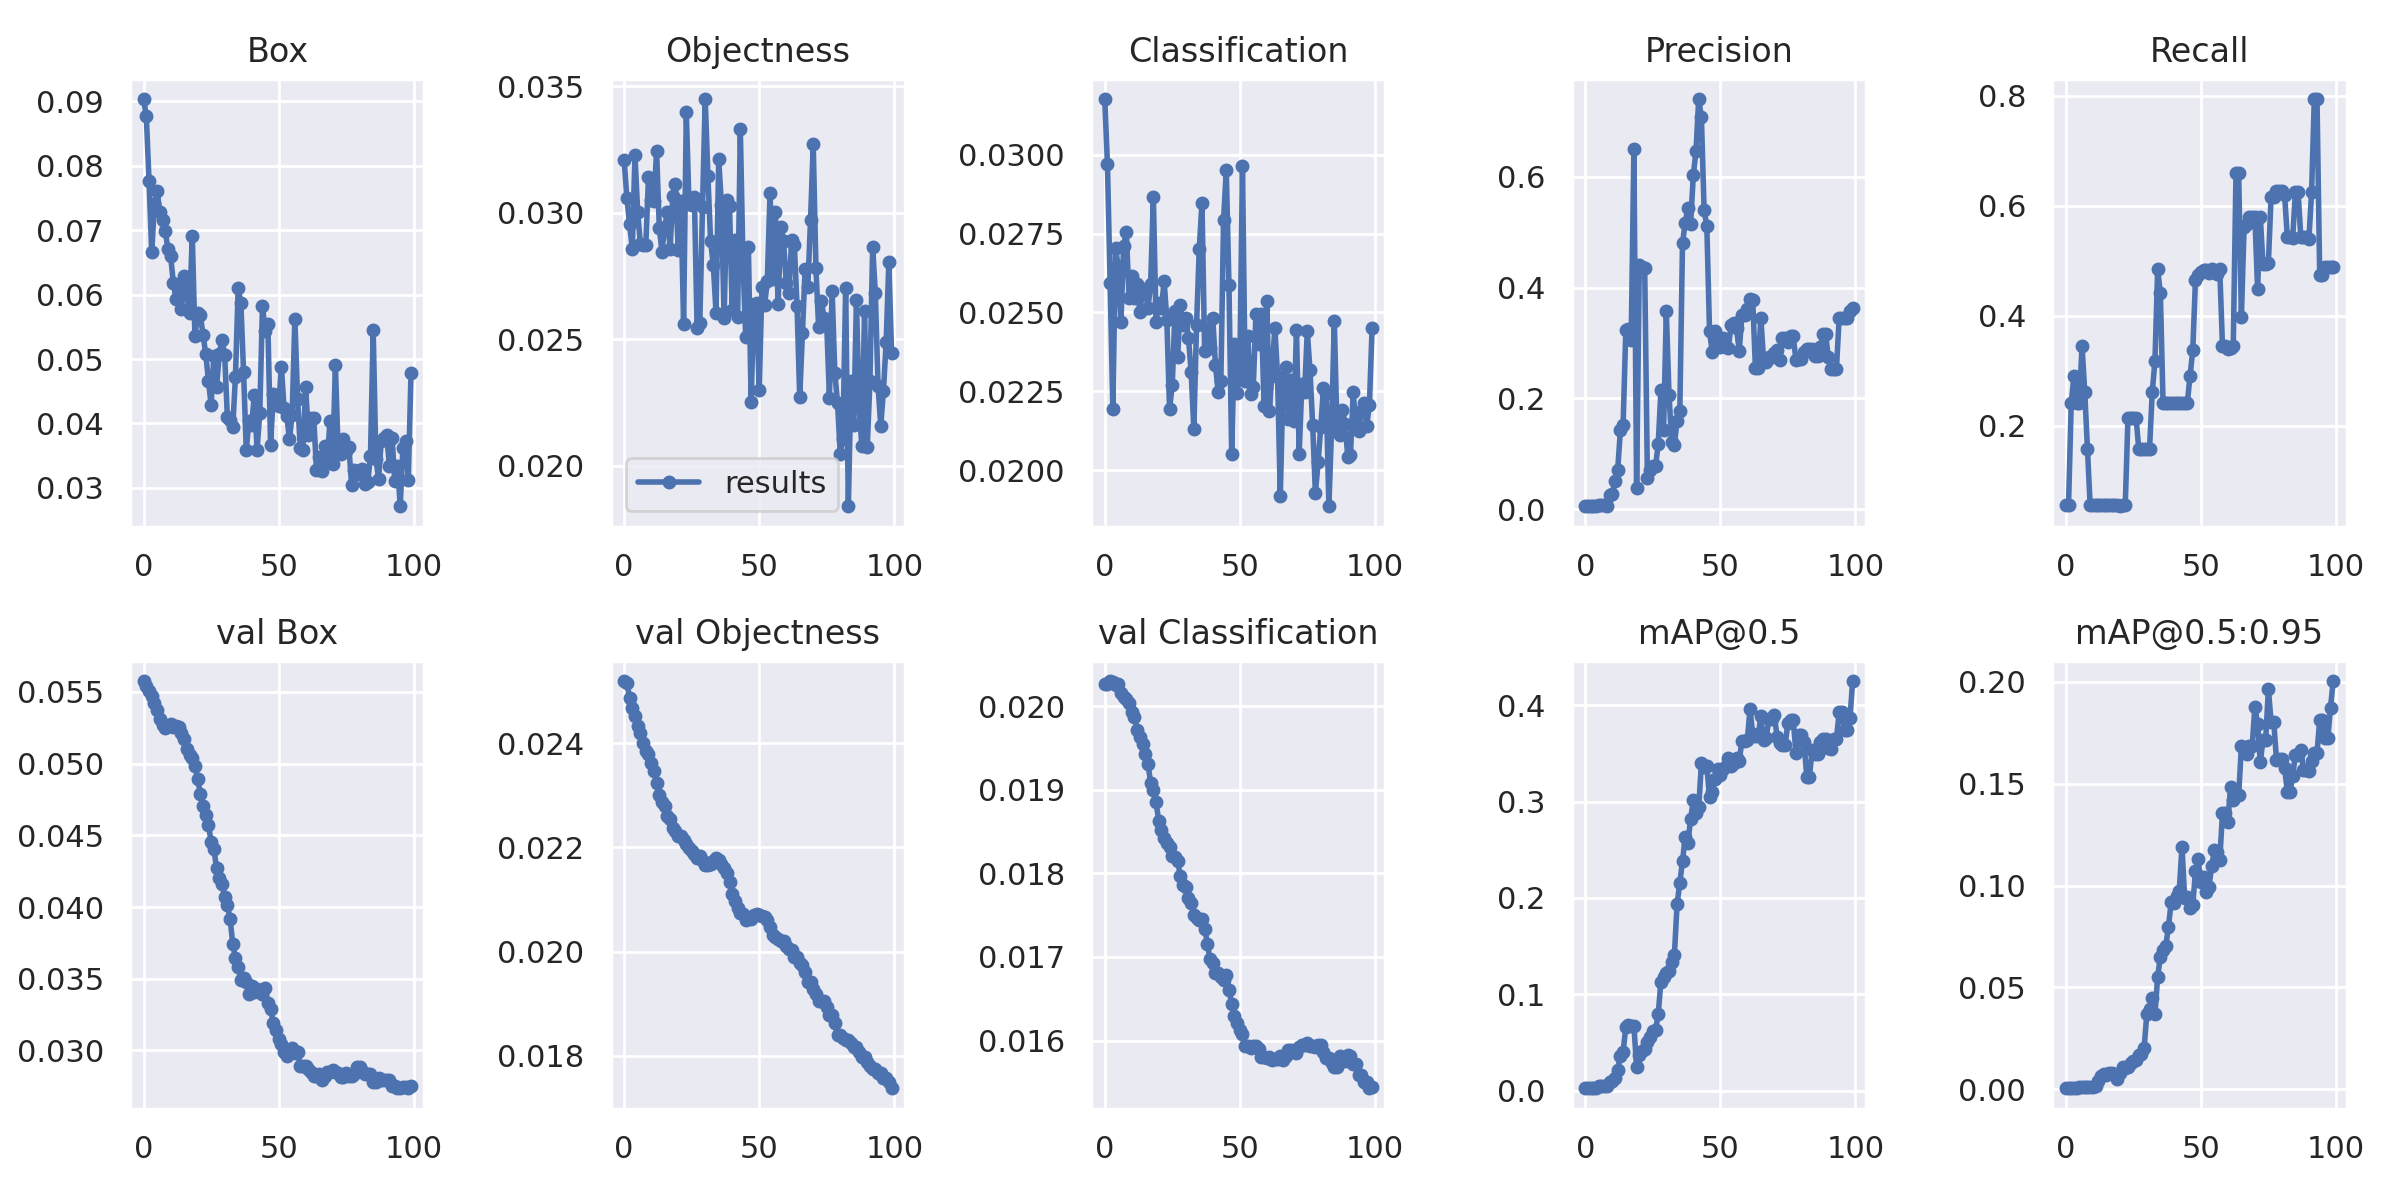 Box
0.09
0.08
0.07
0.06
0.05
0.04
0.03
0 50 100
Objectness
0.035
0.030
0.025
0.020
results
0 50 100
Classification
0.0300
0.0275
0.0250
0.0225
0.0200
0 50 100
Precision
0.6
0.4
0.2
0.0
0 50 100
Recall
0.8
0.6
0.4
0.2
0 50 100
val Box
0.055
0.050
0.045
0.040
0.035
0.030
0 50 100
val Objectness
0.024
0.022
0.020
0.018
0 50 100
val Classification
0.020
0.019
0.018
0.017
0.016
0 50 100
mAP@0.5
0.4
0.3
0.2
0.1
0.0
0 50 100
mAP@0.5:0.95
0.20
0.15
0.10
0.05
0.00
0 50 100